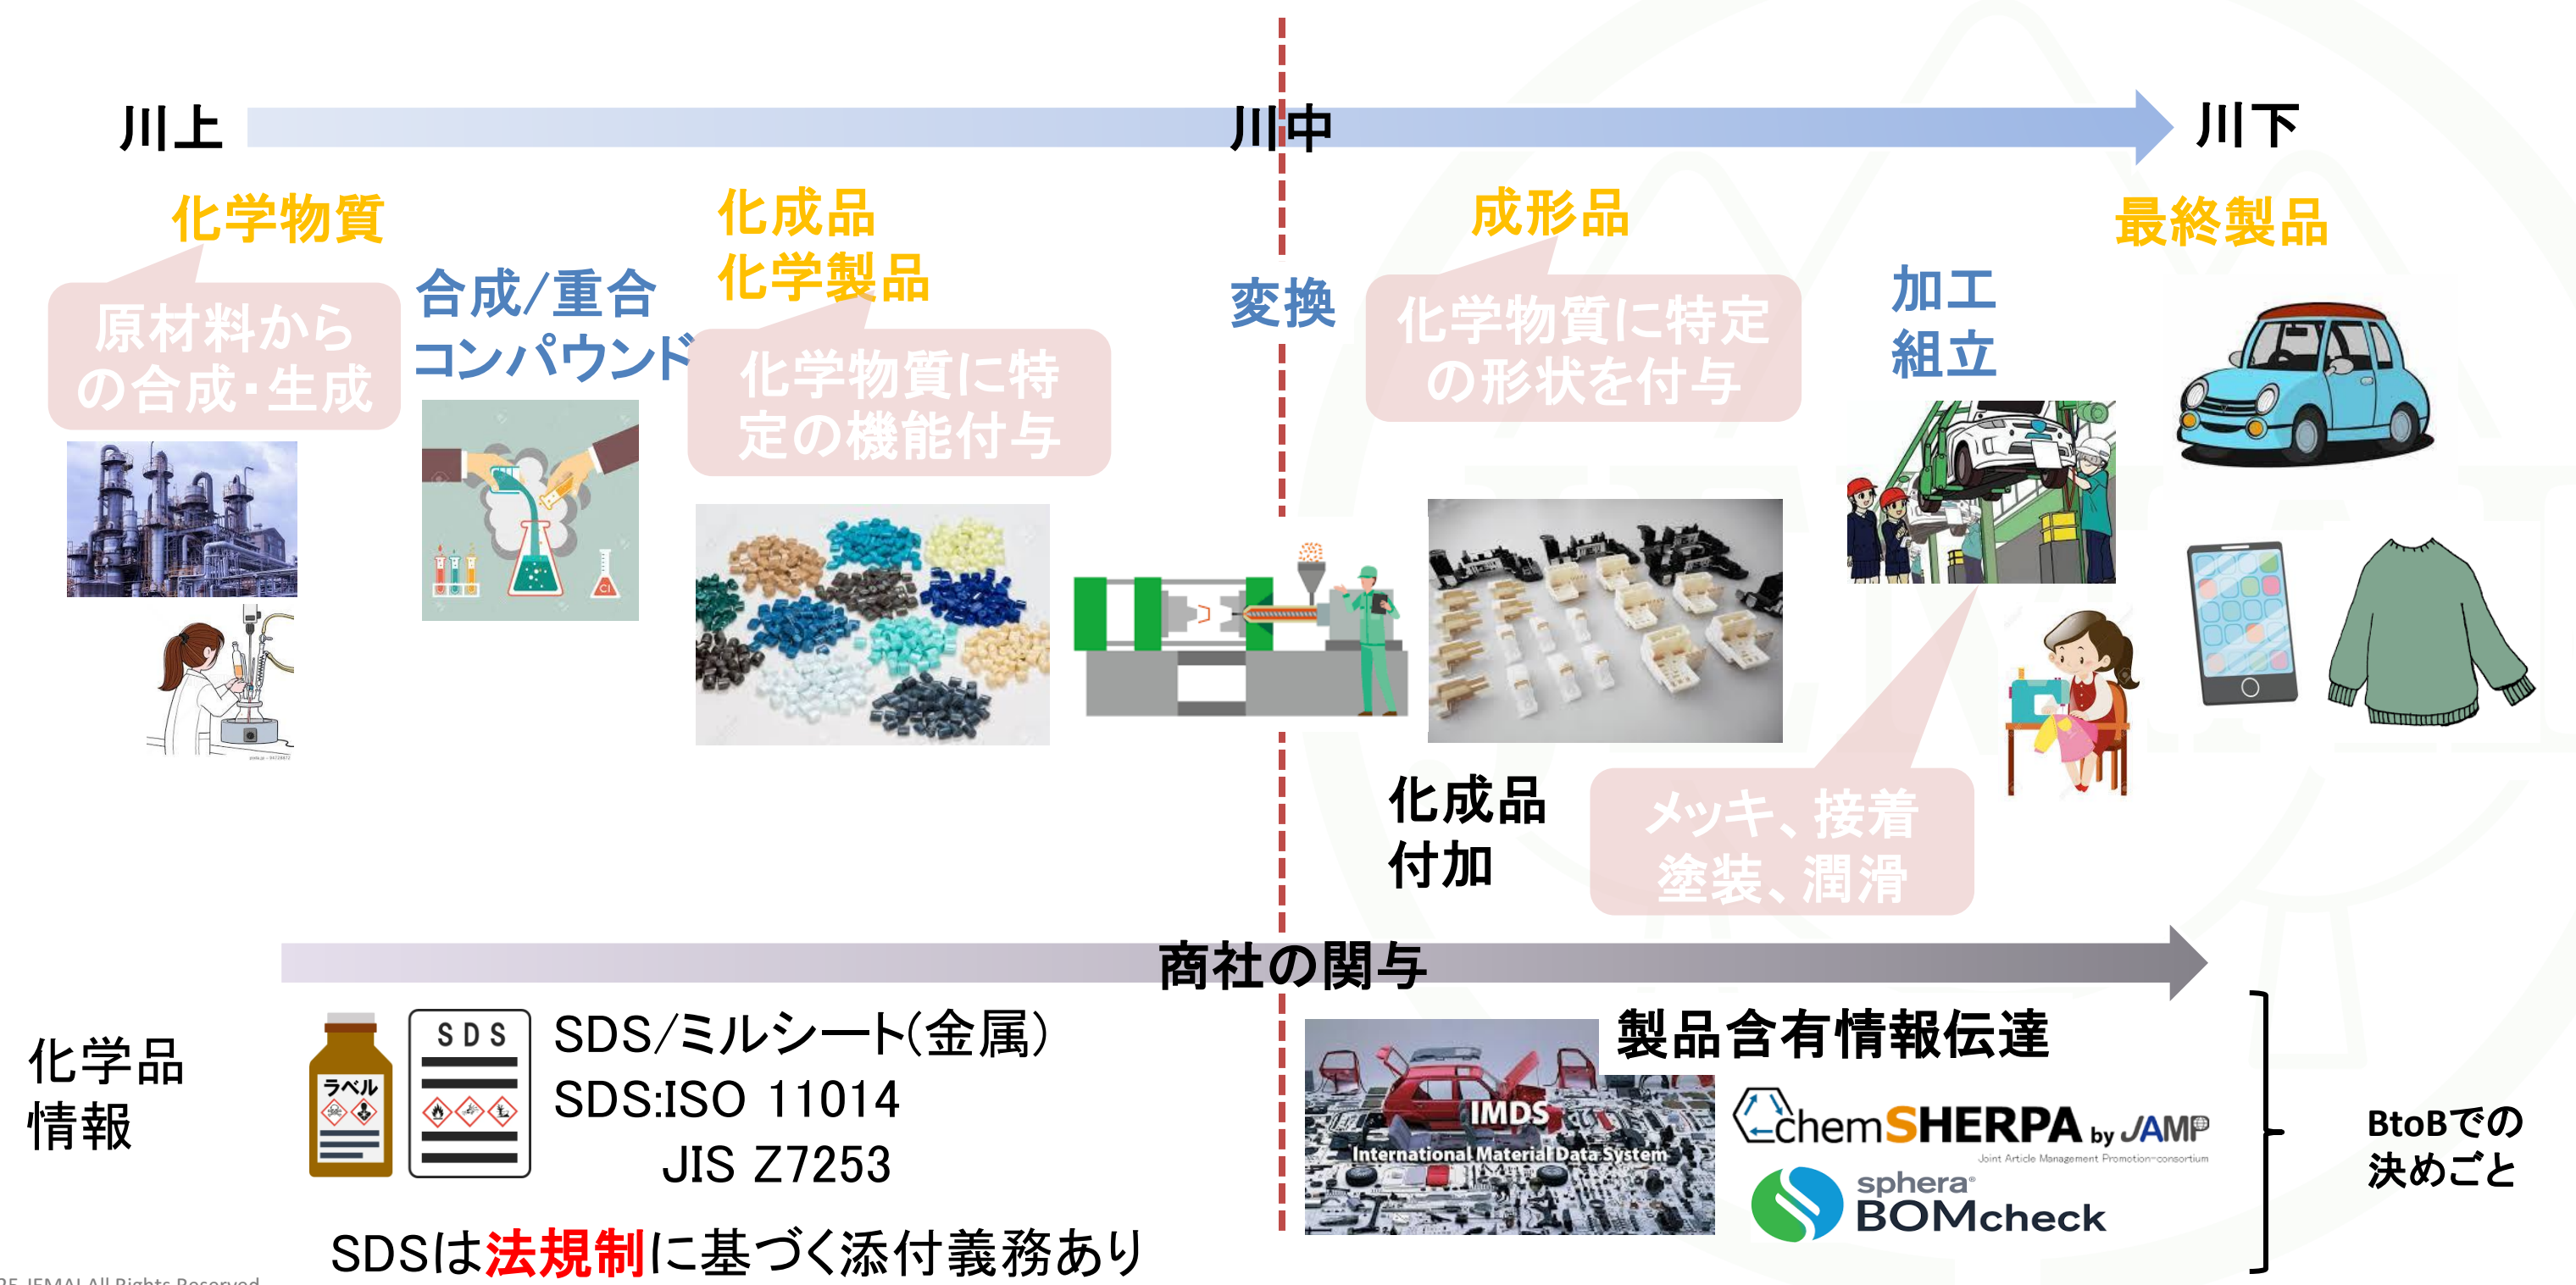 川上
川中
川下
化学物質
原材料から
の合成・生成
合成/重合
コンパウンド
化成品
化学製品
化学物質に特
定の機能付与
変換
成形品
化学物質に特定
の形状を付与
加工
組立
最終製品
化成品
付加
メッキ、接着
塗装、潤滑
商社の関与
化学品
情報
ラベル
SDS
SDS/ミルシート(金属)
SDS:ISO 11014
JIS Z7253
SDSは法規制に基づく添付義務あり
製品含有情報伝達
IMDS
International Material Data System
chemSHERPA by JAMP
Joint Article Management Promotion-consortium
sphera
BOMcheck
BtoBでの
決めごと
JEMAI All Rights Reserved